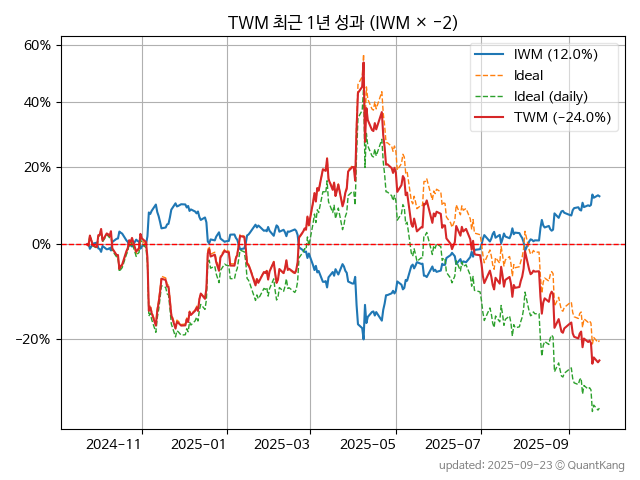 TWM 최근 1년 성과 (IWM × −2)
60%
40%
20%
0%
−20%
IWM (12.0%)
Ideal
Ideal (daily)
TWM (−24.0%)
2024-11
2025-01
2025-03
2025-05
2025-07
2025-09
updated: 2025-09-23 © QuantKang